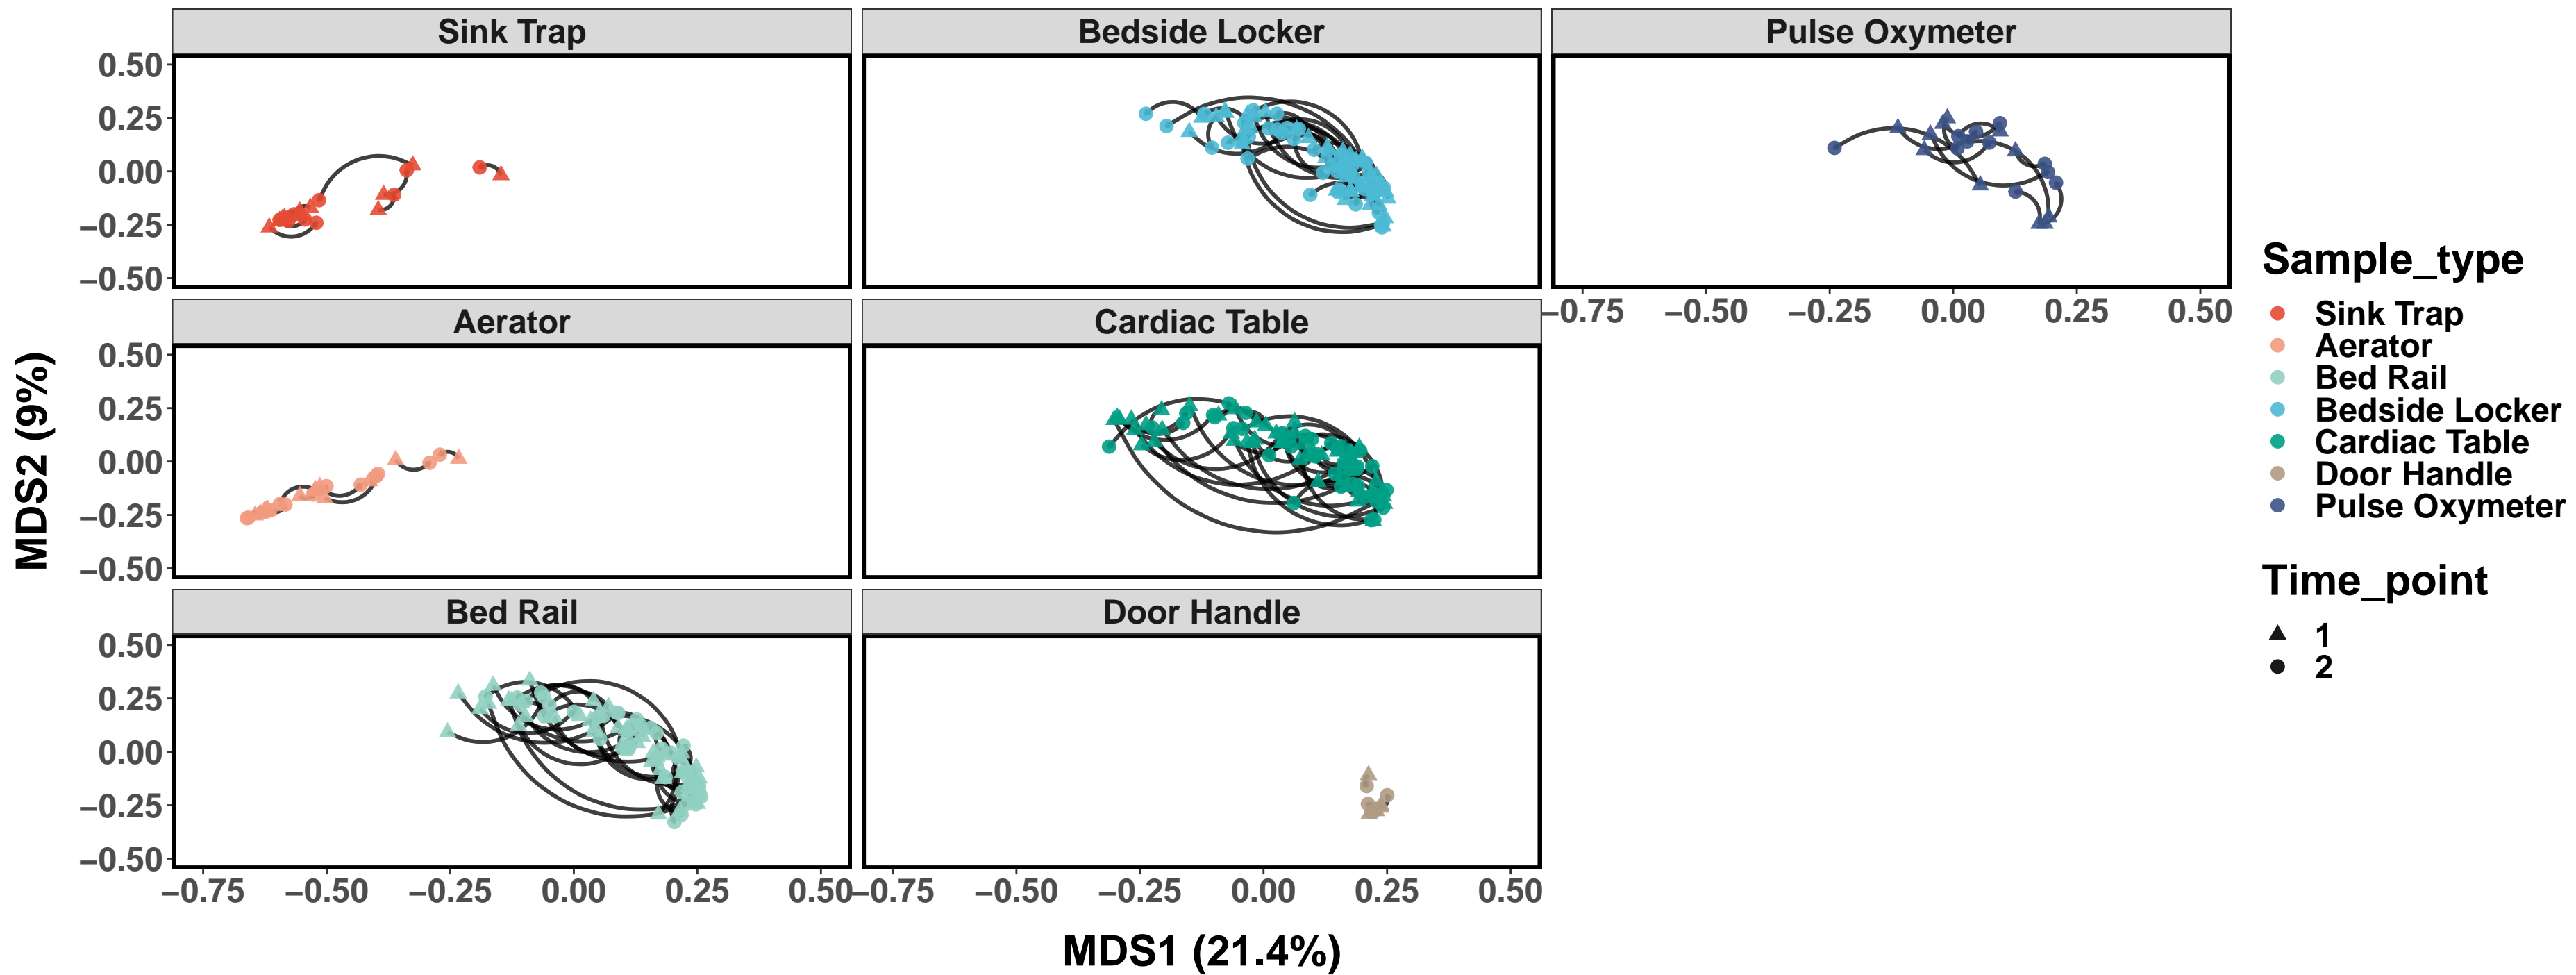 Sink Trap
Bedside Locker
Pulse Oxymeter
0.50
0.25
0.00
−0.25
−0.50
−0.75 −0.50 −0.25 0.00 0.25 0.50
Aerator
Cardiac Table
0.50
0.25
0.00
−0.25
−0.50
Bed Rail
Door Handle
0.50
0.25
0.00
−0.25
−0.50
−0.75 −0.50 −0.25 0.00 0.25 0.50
−0.75 −0.50 −0.25 0.00 0.25 0.50
MDS2 (9%)
MDS1 (21.4%)
Sample_type
Sink Trap
Aerator
Bed Rail
Bedside Locker
Cardiac Table
Door Handle
Pulse Oxymeter
Time_point
1
2